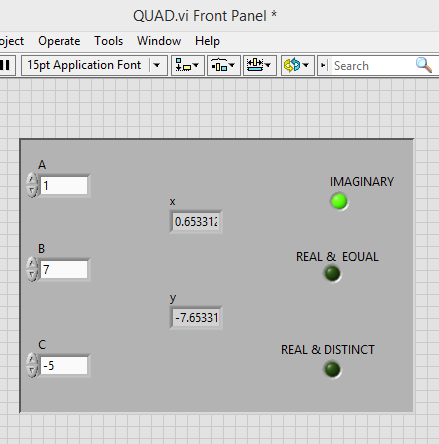 QUAD.vi Front Panel *
oject Operate Tools Window Help
15pt Application Font
Search
A
1
x
0.653312
IMAGINARY
B
7
REAL & EQUAL
y
-7.65331
C
-5
REAL & DISTINCT